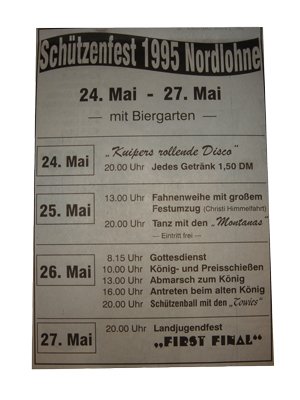 Schützenfest 1995 Nordlohne
24. Mai - 27. Mai
— mit Biergarten —
24. Mai
„Kuipers rollende Disco"
20.00 Uhr Jedes Getränk 1,50 DM
25. Mai
13.00 Uhr Fahnenweihe mit großem
Festumzug (Christi Himmelfahrt)
20.00 Uhr Tanz mit den „Montanas"
— Eintritt frei —
26. Mai
8.15 Uhr Gottesdienst
10.00 Uhr König- und Preisschießen
13.00 Uhr Abmarsch zum König
16.00 Uhr Antreten beim alten König
20.00 Uhr Schützenball mit den „Towies"
27. Mai
20.00 Uhr Landjugendfest
„FIRST FINAL"